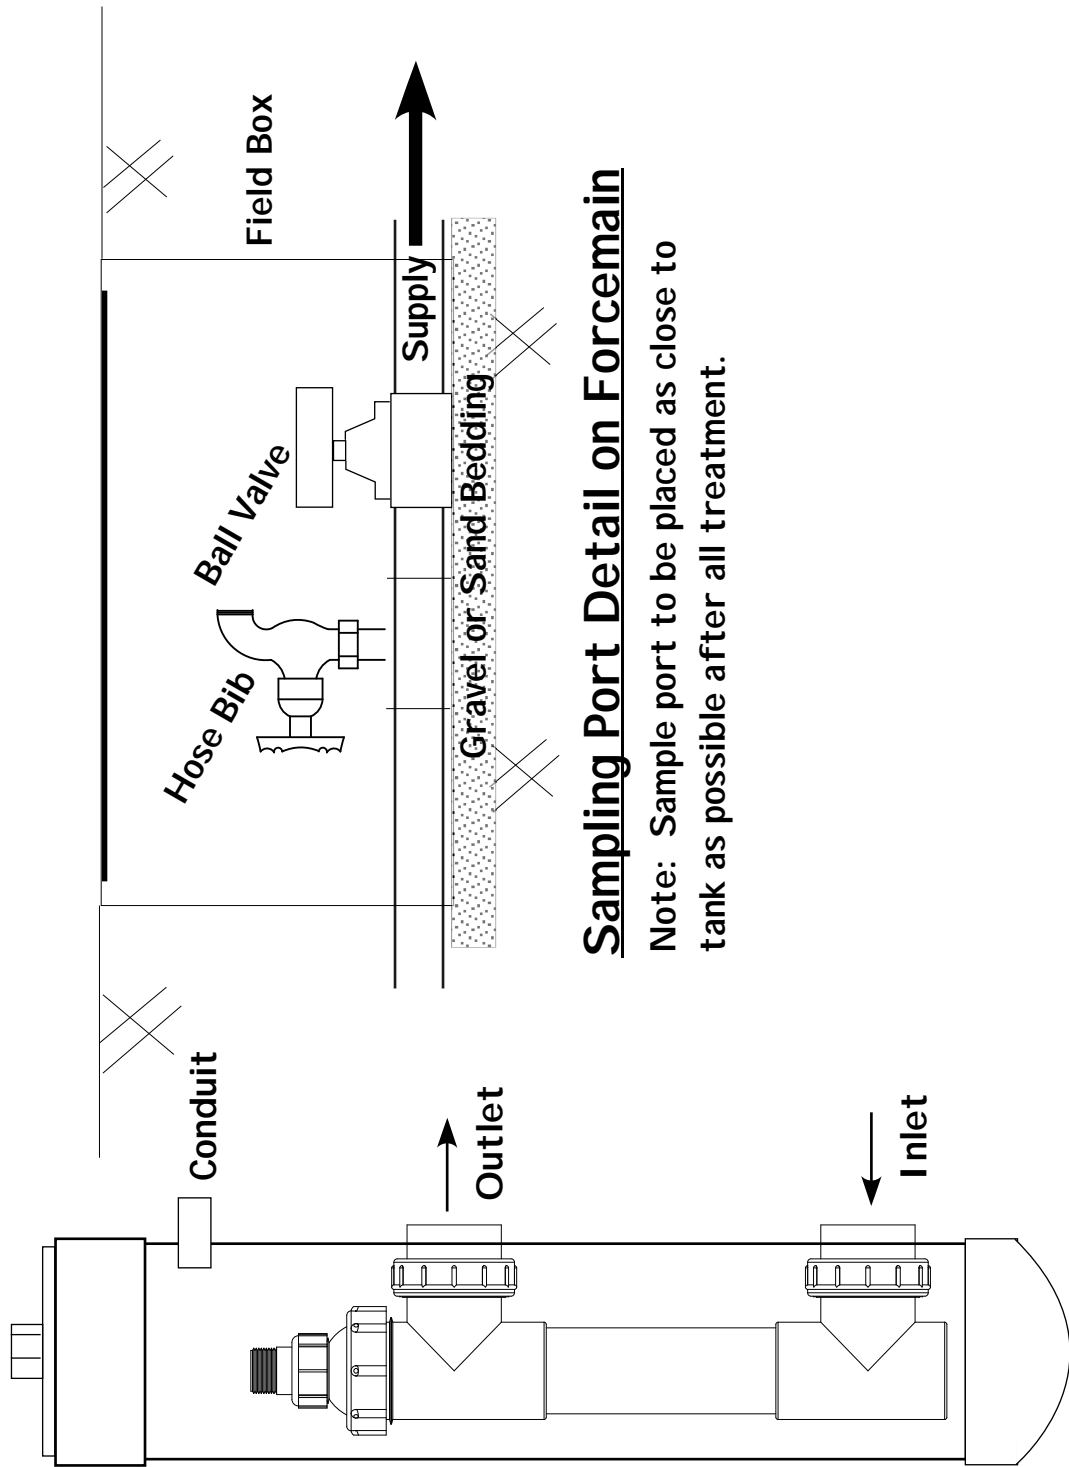 Field Box
Ball Valve
Hose Bib
Supply
Gravel or Sand Bedding
Sampling Port Detail on Forcemain
Note: Sample port to be placed as close to
tank as possible after all treatment.
Conduit
Outlet
Inlet